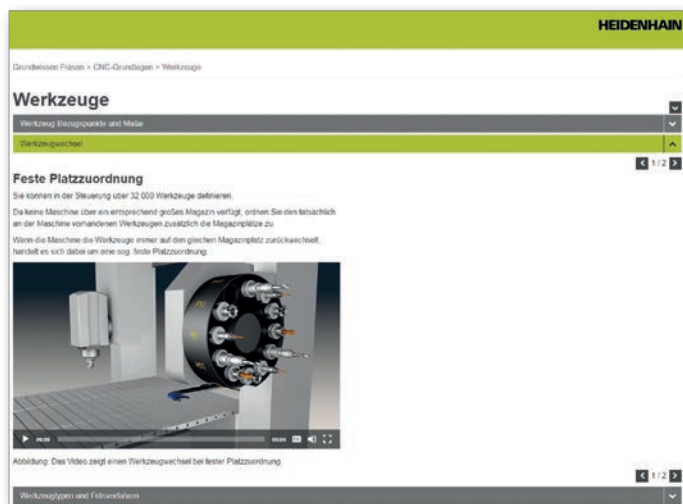 HEIDENHAIN
Grundwissen Fräsen > CNC-Grundlagen > Werkzeuge
Werkzeuge
Werkzeug Bezugspunkte und Maße
Werkzeugwechsel
1 / 2
Feste Platzzuordnung
Sie können in der Steuerung über 32 000 Werkzeuge definieren.
Da keine Maschine über ein entsprechend großes Magazin verfügt, ordnen Sie den tatsächlich
an der Maschine vorhandenen Werkzeugen zusätzlich die Magazinplätze zu.
Wenn die Maschine die Werkzeuge immer auf den gleichen Magazinplatz zurückwechselt,
handelt es sich dabei um eine sog. feste Platzzuordnung:
00:00
00:00
Abbildung: Das Video zeigt einen Werkzeugwechsel bei fester Platzzuordnung
1 / 2
Werkzeugtypen und Fräsverfahren